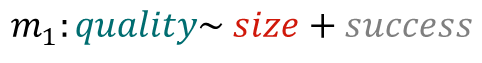 m₁: quality~ size + success